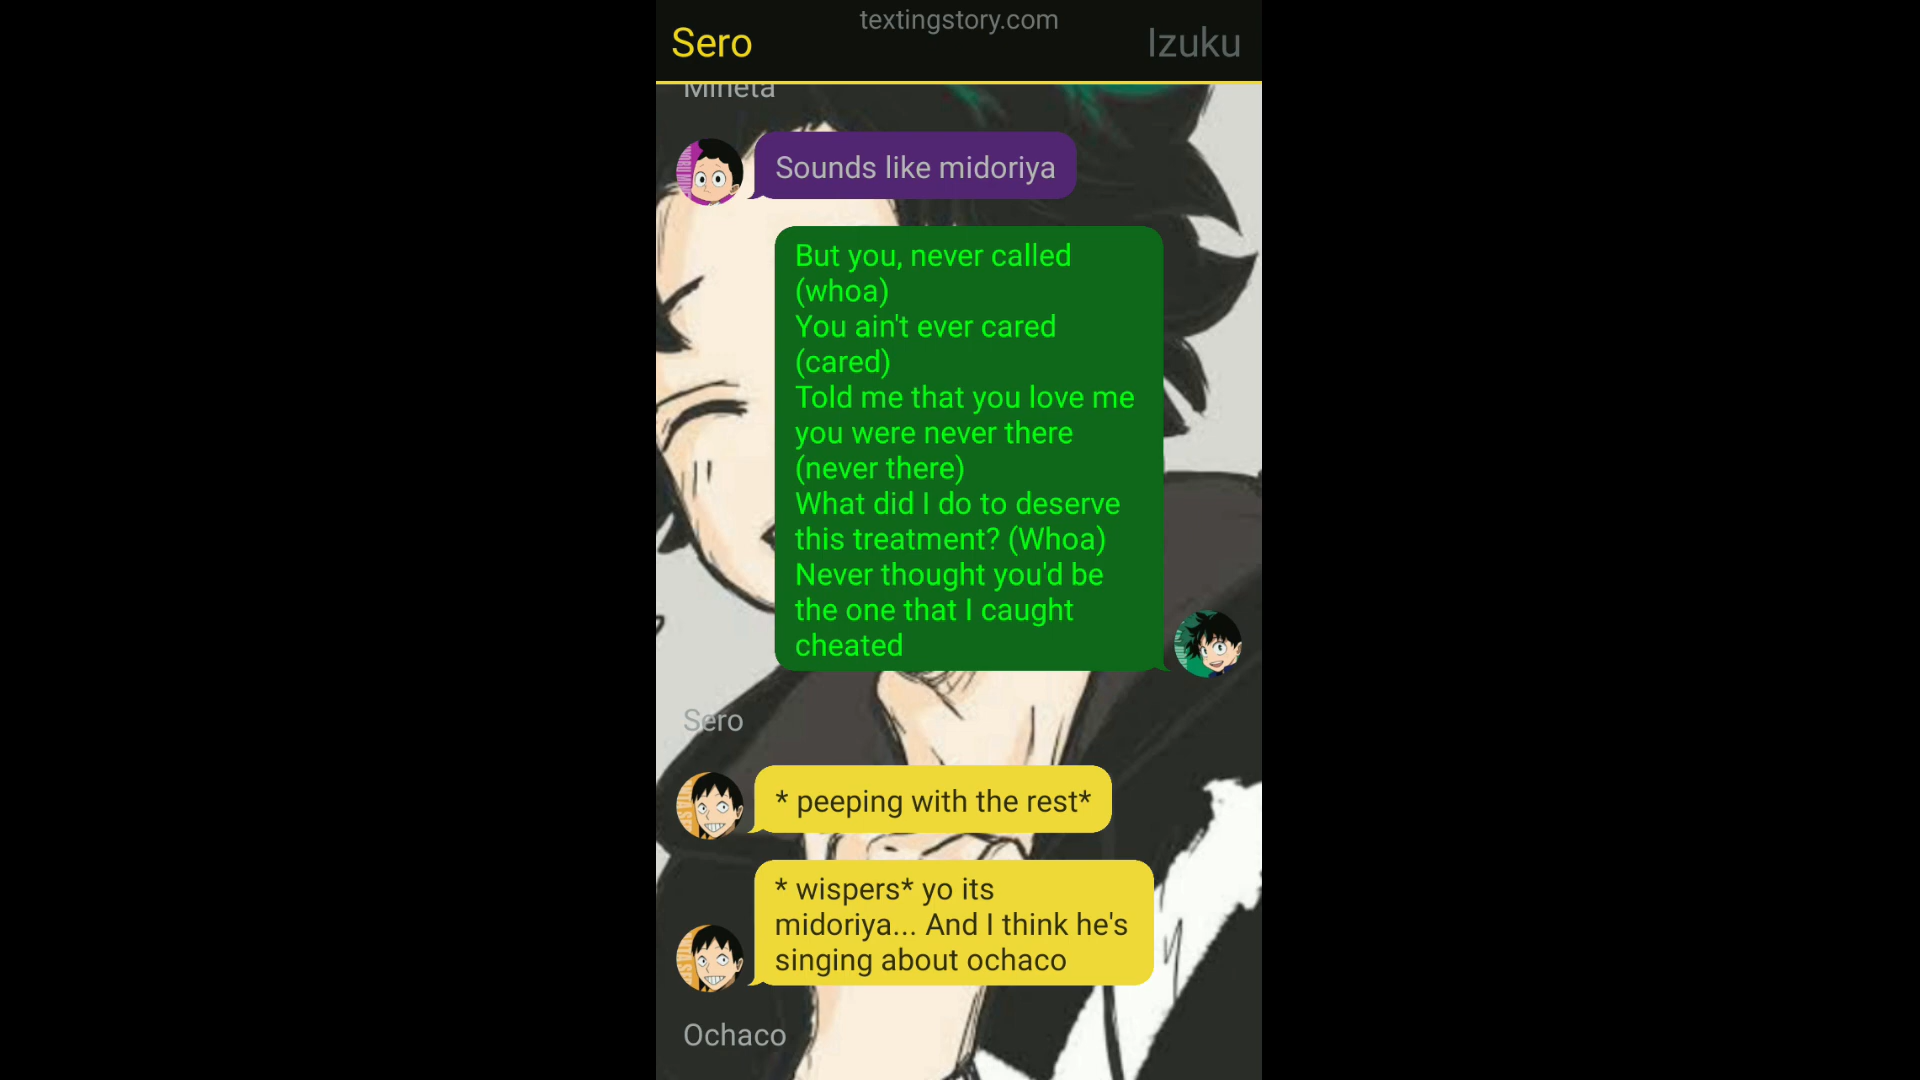 textingstory.com
Sero
Izuku
Mineta
Sounds like midoriya
But you, never called
(whoa)
You ain't ever cared
(cared)
Told me that you love me
you were never there
(never there)
What did I do to deserve
this treatment? (Whoa)
Never thought you'd be
the one that I caught
cheated
Sero
* peeping with the rest*
* wispers* yo its
midoriya... And I think he's
singing about ochaco
Ochaco